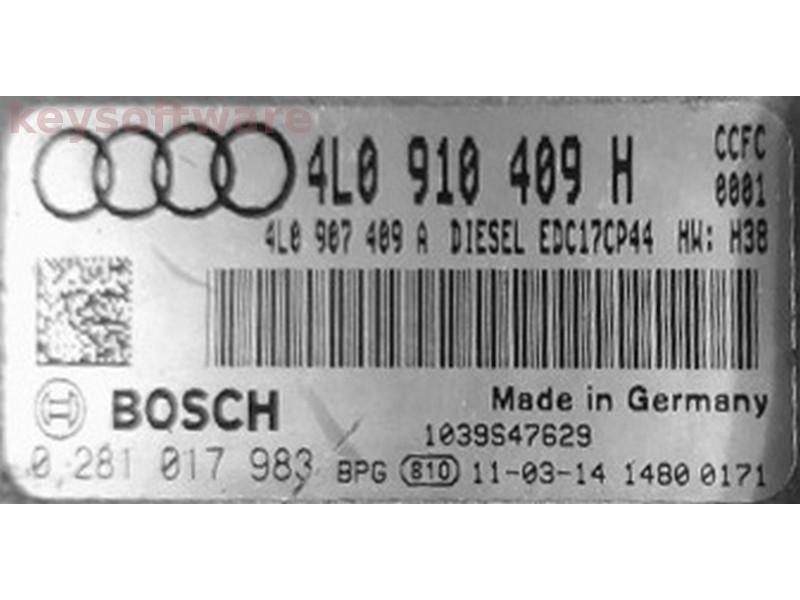 keysoftware
4L0 910 409 H CCFC
0001
4L0 907 409 A DIESEL EDC17CP44 HW: H38
BOSCH Made in Germany
1039S47629
0 281 017 983 BPG 810 11-03-14 1480 0171